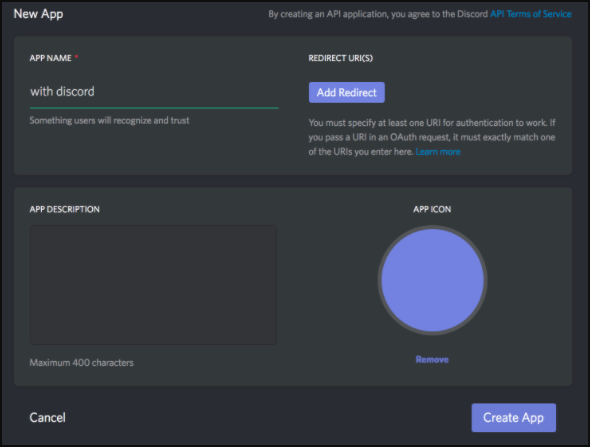 New App
By creating an API application, you agree to the Discord API Terms of Service
APP NAME *
with discord
Something users will recognize and trust
REDIRECT URI(S)
Add Redirect
You must specify at least one URI for authentication to work. If
you pass a URI in an OAuth request, it must exactly match one
of the URIs you enter here. Learn more
APP DESCRIPTION
Maximum 400 characters
APP ICON
Remove
Cancel
Create App